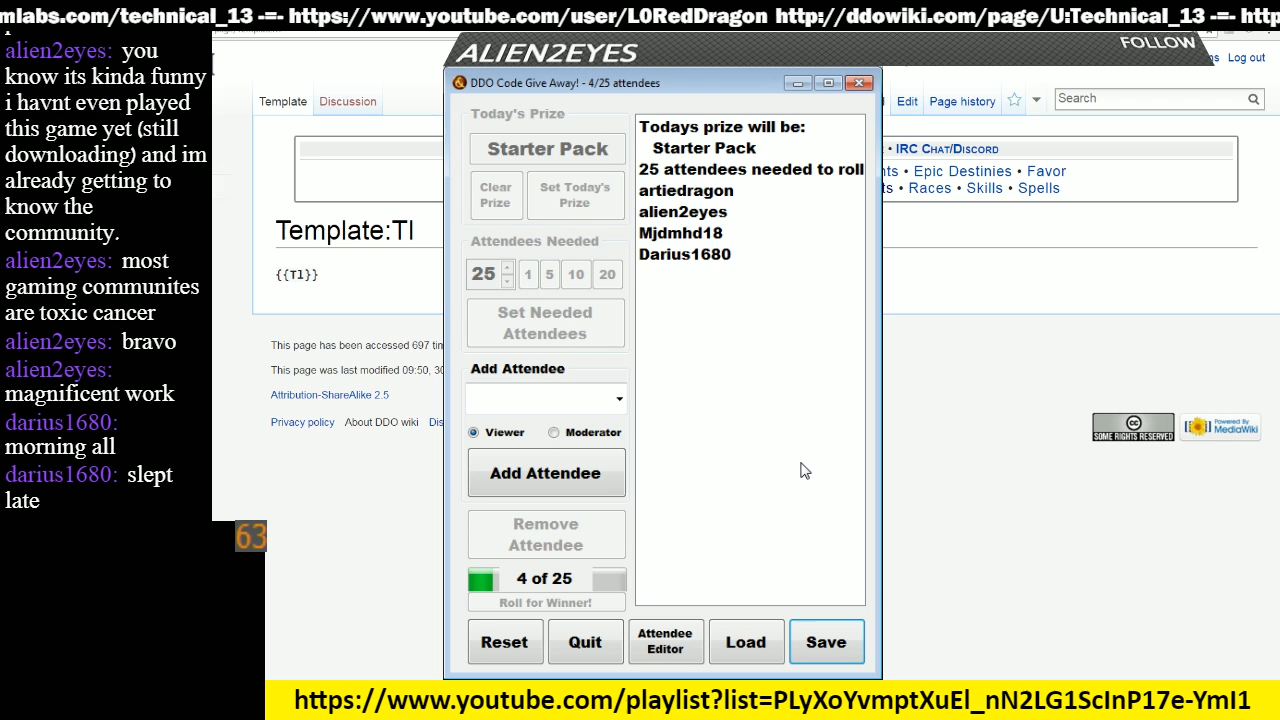 mlabs.com/technical_13 -=- https://www.youtube.com/user/L0RedDragon http://ddowiki.com/page/U:Technical_13 -=- http
alien2eyes: you
know its kinda funny
i havnt even played
this game yet (still
downloading) and im
already getting to
know the
community.
alien2eyes: most
gaming communites
are toxic cancer
alien2eyes: bravo
alien2eyes:
magnificent work
darius1680:
morning all
darius1680: slept
late
63
ALIEN2EYES
FOLLOW
Log out
Template
Discussion
Edit
Page history
Search
IRC Chat/Discord
• Epic Destinies • Favor
• Races • Skills • Spells
Template:Tl
{{Tl}}
This page has been accessed 697
This page was last modified 09:50,
Attribution-ShareAlike 2.5
Privacy policy
About DDO wiki
SOME RIGHTS RESERVED
Powered By
MediaWiki
DDO Code Give Away! - 4/25 attendees
Today's Prize
Starter Pack
Clear
Prize
Set Today's
Prize
Attendees Needed
25
1
5
10
20
Set Needed
Attendees
Add Attendee
Viewer
Moderator
Add Attendee
Remove
Attendee
4 of 25
Roll for Winner!
Todays prize will be:
Starter Pack
25 attendees needed to roll
artiedragon
alien2eyes
Mjdmhd18
Darius1680
Reset
Quit
Attendee
Editor
Load
Save
https://www.youtube.com/playlist?list=PLyXoYvmptXuEl_nN2LG1ScInP17e-YmI1